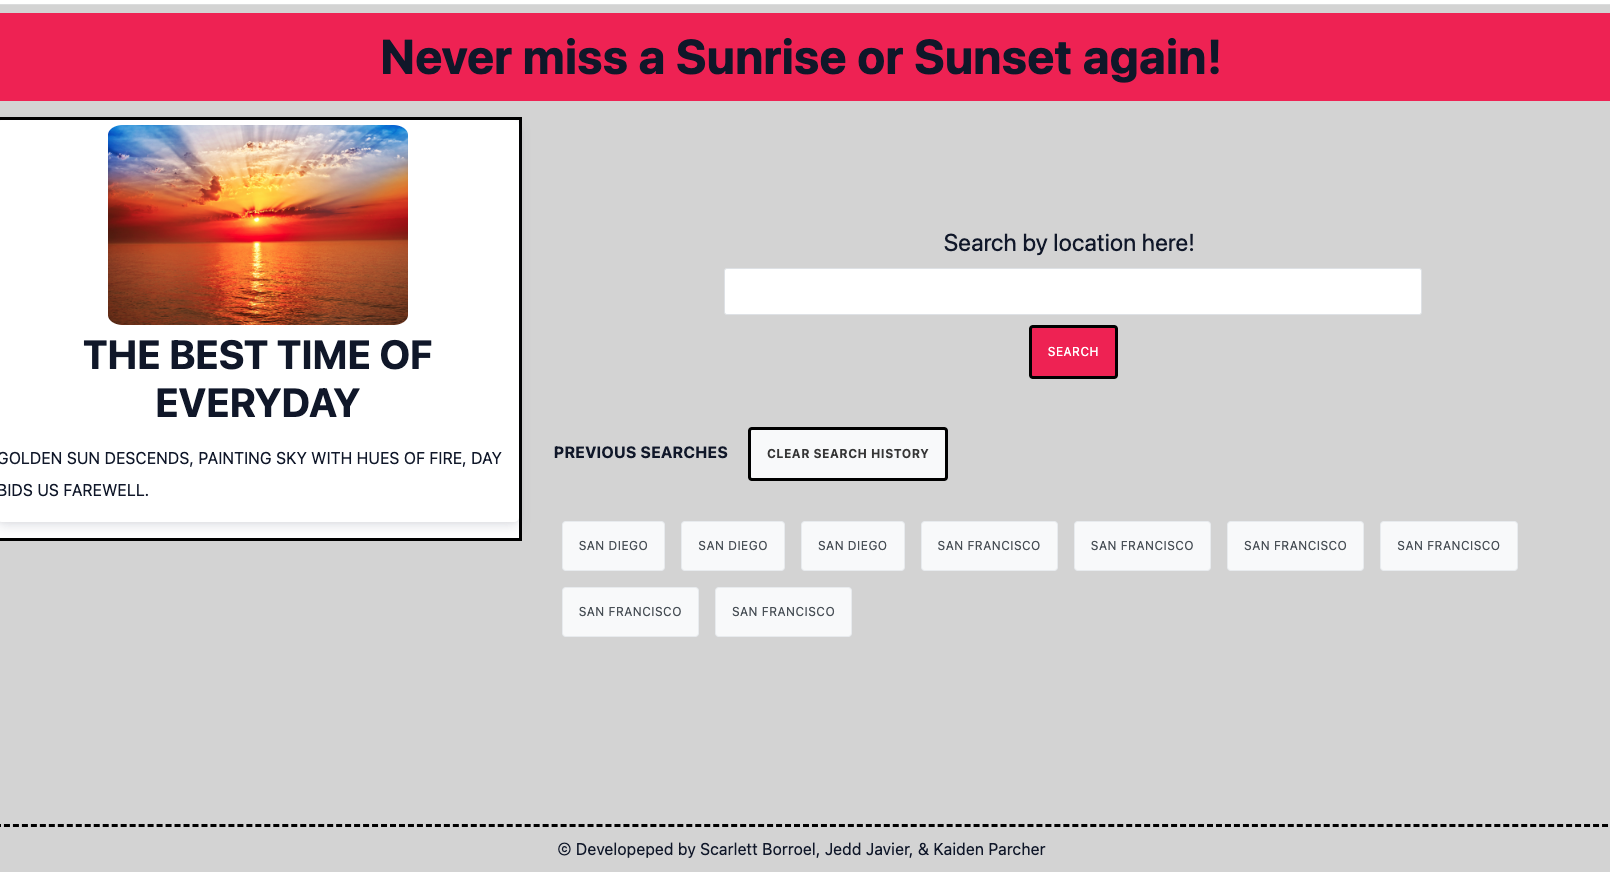 Never miss a Sunrise or Sunset again!
THE BEST TIME OF
EVERYDAY
GOLDEN SUN DESCENDS, PAINTING SKY WITH HUES OF FIRE, DAY
BIDS US FAREWELL.
Search by location here!
SEARCH
PREVIOUS SEARCHES
CLEAR SEARCH HISTORY
SAN DIEGO
SAN DIEGO
SAN DIEGO
SAN FRANCISCO
SAN FRANCISCO
SAN FRANCISCO
SAN FRANCISCO
SAN FRANCISCO
SAN FRANCISCO
© Developeped by Scarlett Borroel, Jedd Javier, & Kaiden Parcher